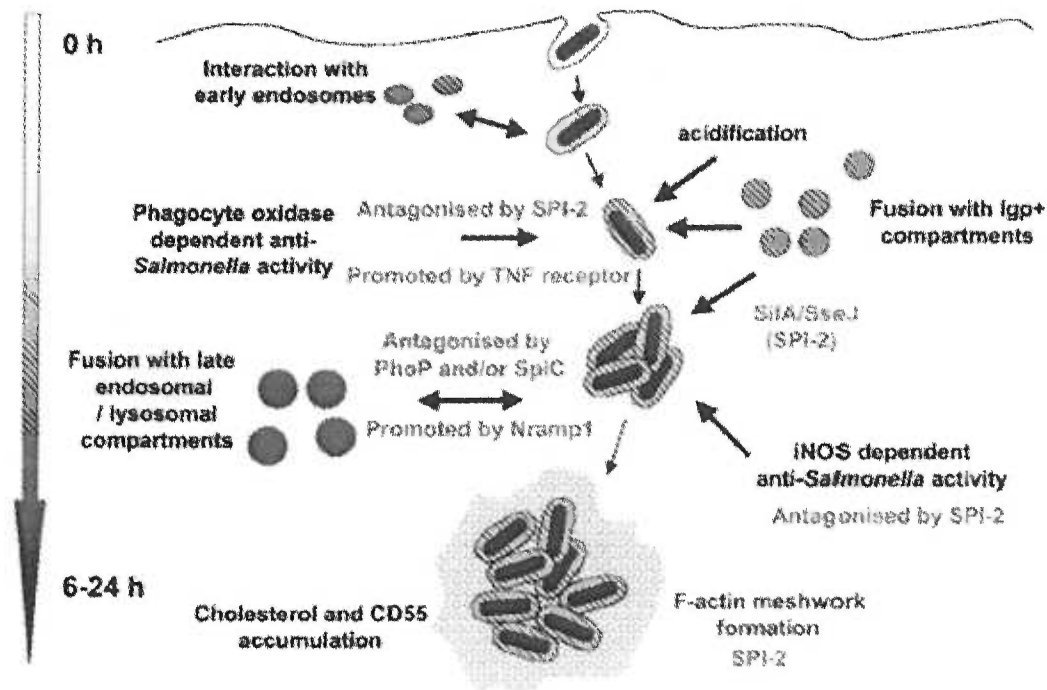 0 h
Interaction with
early endosomes
acidification
Phagocyte oxidase
dependent anti-
Salmonella activity
Antagonised by SPI-2
Promoted by TNF receptor
Fusion with lgp+
compartments
SifA/SseJ
(SPI-2)
Fusion with late
endosomal
/ lysosomal
compartments
Antagonised by
PhoP and/or SpiC
Promoted by Nramp1
iNOS dependent
anti-Salmonella activity
Antagonised by SPI-2
6-24 h
Cholesterol and CD55
accumulation
F-actin meshwork
formation
SPI-2